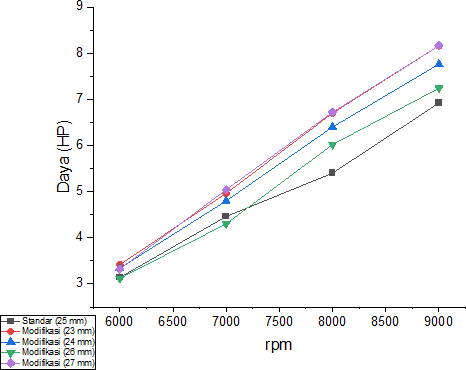 9
8
7
6
5
4
3
Daya (HP)
6000 6500 7000 7500 8000 8500 9000
rpm
Standar (25 mm)
Modifikasi (23 mm)
Modifikasi (24 mm)
Modifikasi (26 mm)
Modifikasi (27 mm)